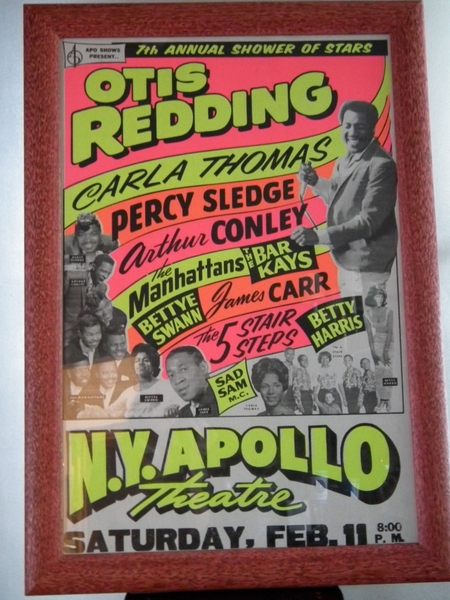 APO SHOWS
PRESENT..
7th ANNUAL SHOWER OF STARS
OTIS
REDDING
CARLA THOMAS
PERCY SLEDGE
Arthur CONLEY
The Manhattans
THE BAR
KAYS
BETTYE
SWANN
James CARR
The 5 STAIR
STEPS
BETTY
HARRIS
SAD
SAM
M.C.
N.Y. APOLLO
Theatre
SATURDAY, FEB. 11 8:00
P. M.